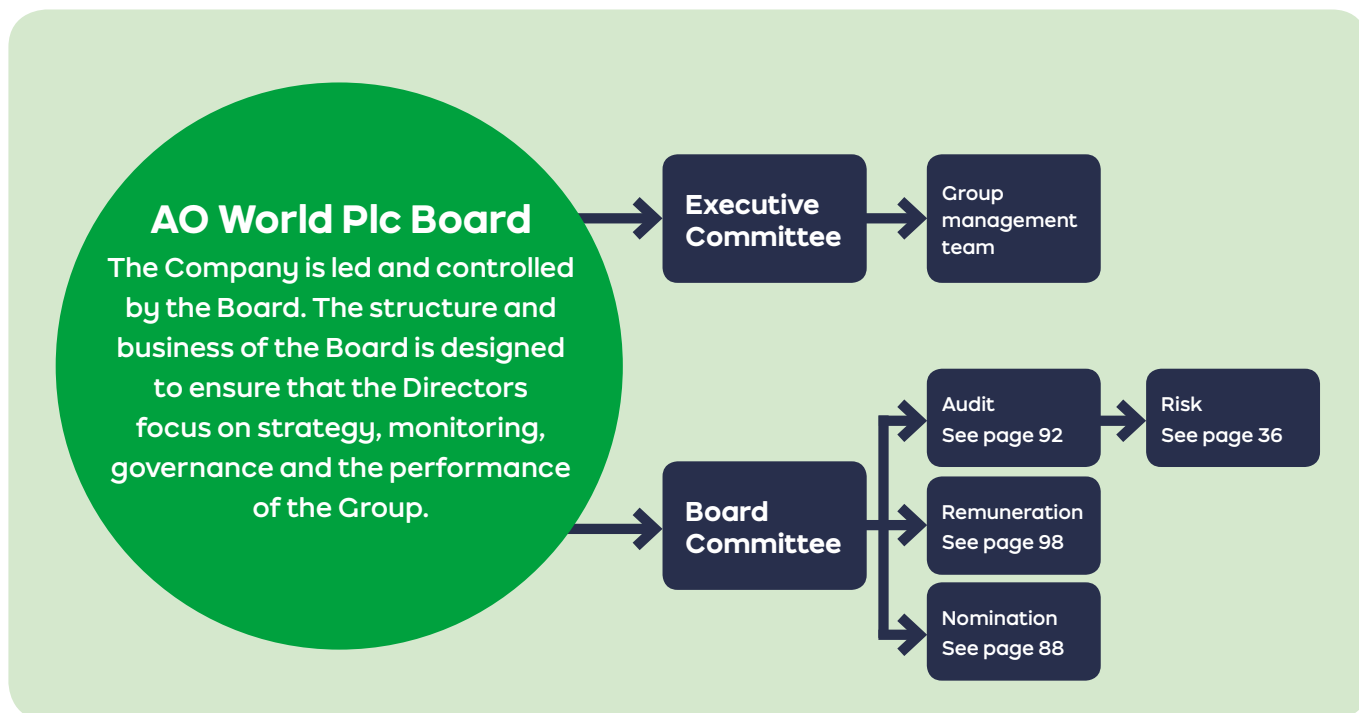 AO World Plc Board
The Company is led and controlled
by the Board. The structure and
business of the Board is designed
to ensure that the Directors
focus on strategy, monitoring,
governance and the performance
of the Group.
Executive
Committee
Group
management
team
Board
Committee
Audit
See page 92
Risk
See page 36
Remuneration
See page 98
Nomination
See page 88